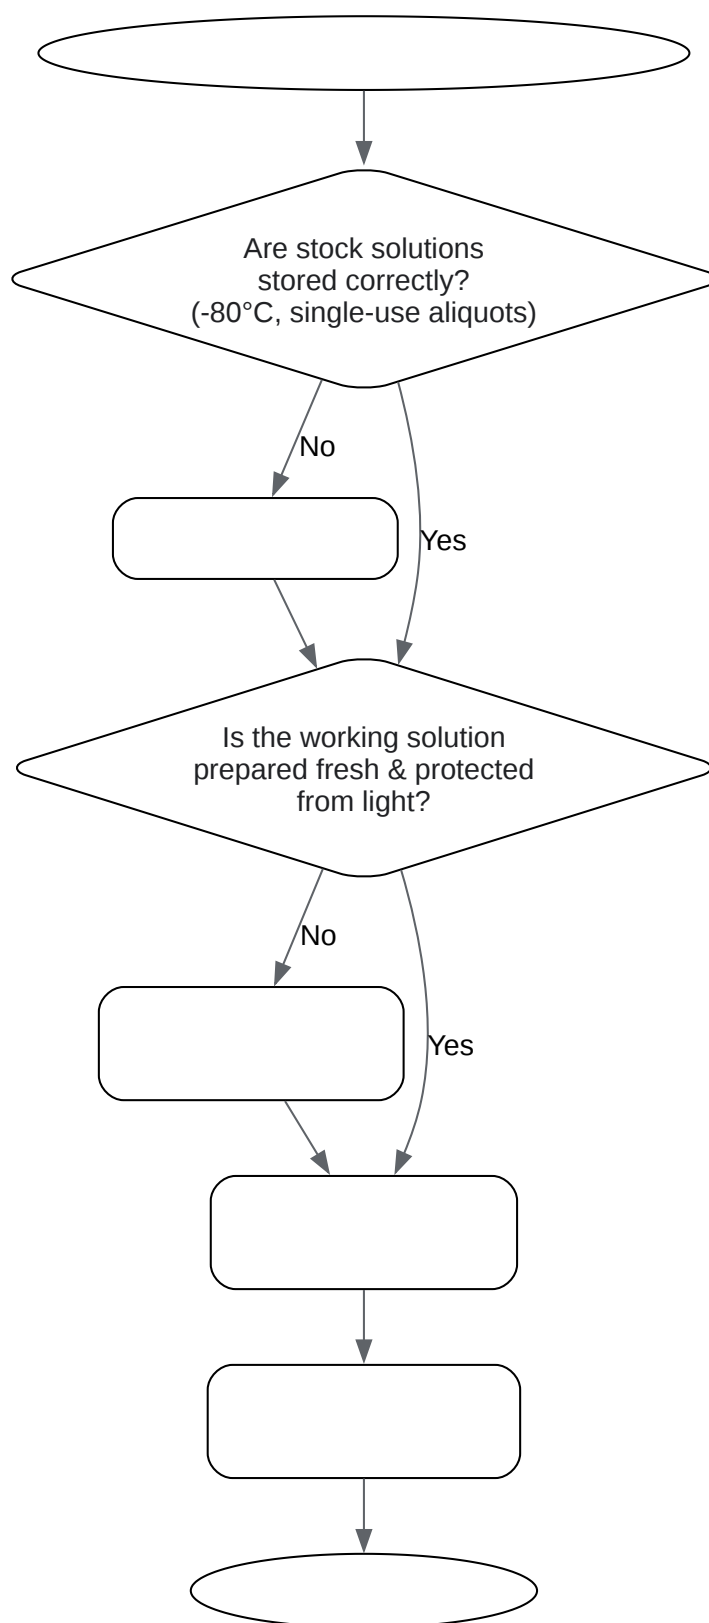 Are stock solutions
stored correctly?
(-80°C, single-use aliquots)
No
Yes
Is the working solution
prepared fresh & protected
from light?
No
Yes